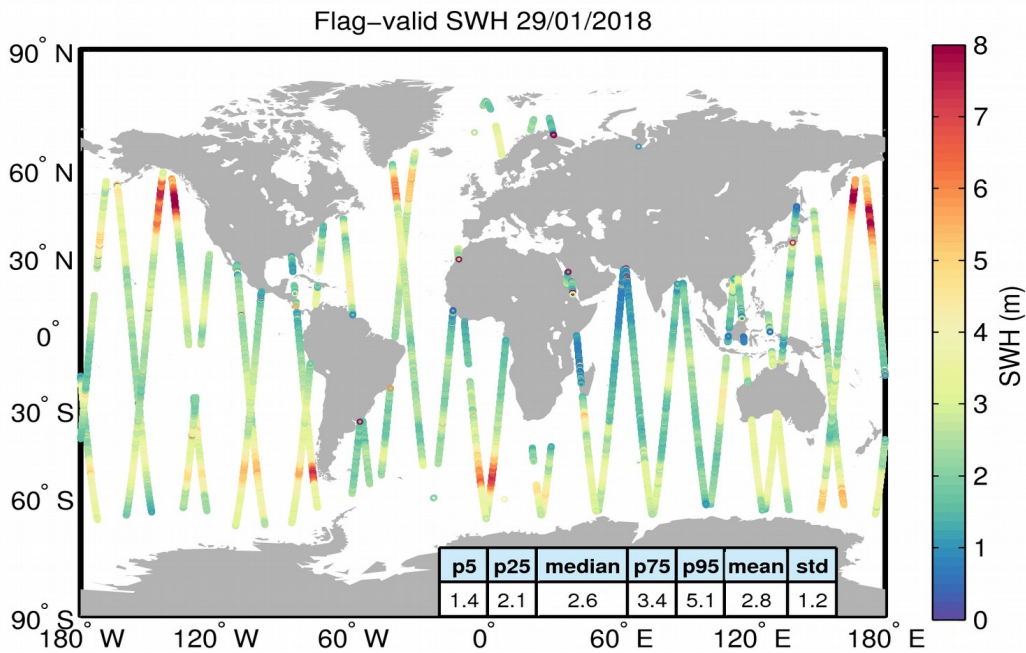 Flag−valid SWH 29/01/2018
90° N
60° N
30° N
0°
30° S
60° S
90° S
180° W
120° W
60° W
0°
60° E
120° E
180° E
8
7
6
5
4
3
2
1
0
SWH (m)
p5 p25 median p75 p95 mean std
1.4 2.1 2.6 3.4 5.1 2.8 1.2